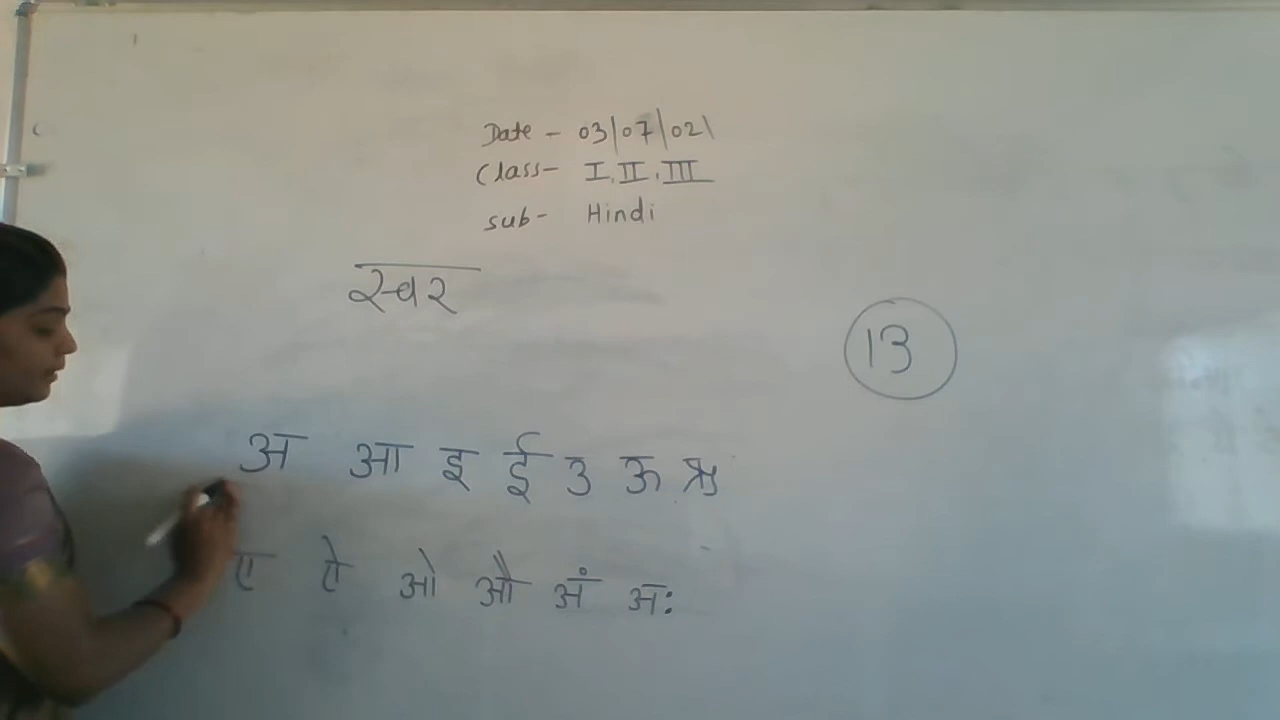 Date - 03/07/021
Class- I, II, III
Sub- Hindi
स्वर
13
अ आ इ ई उ ऊ ऋ
ए ऐ ओ औ अं अः